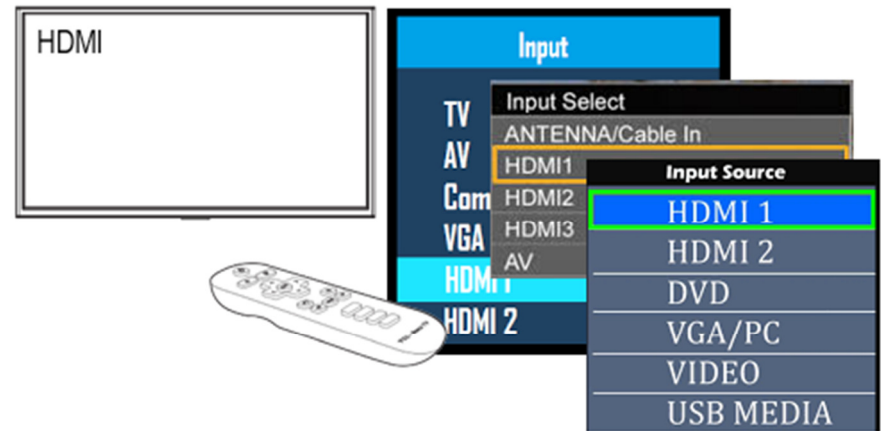 HDMI
Input
TV
AV
Com
VGA
HDMI 1
HDMI 2
Input Select
ANTENNA/Cable In
HDMI1
HDMI2
HDMI3
AV
Input Source
HDMI 1
HDMI 2
DVD
VGA/PC
VIDEO
USB MEDIA